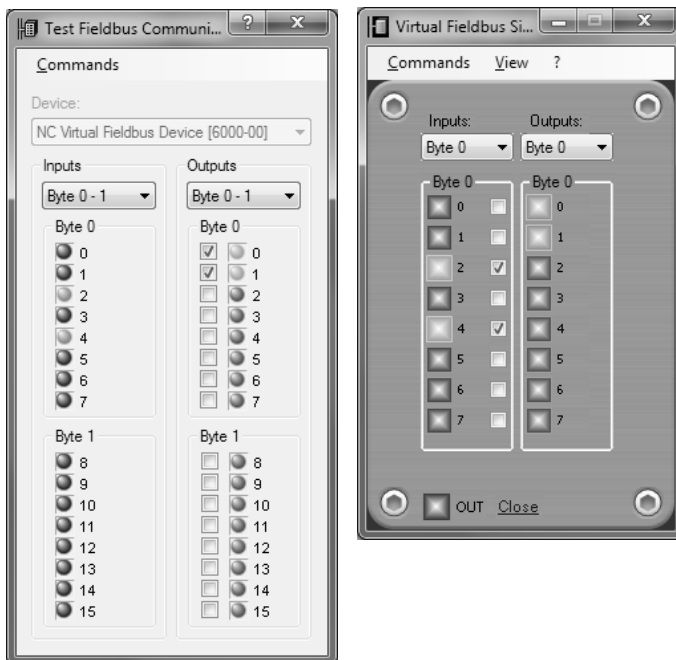 Test Fieldbus Communi...
?
x
Commands
Device:
NC Virtual Fieldbus Device [6000-00]
Inputs
Outputs
Byte 0 - 1
Byte 0 - 1
Byte 0
Byte 0
0
0
1
1
2
2
3
3
4
4
5
5
6
6
7
7
Byte 1
Byte 1
8
8
9
9
10
10
11
11
12
12
13
13
14
14
15
15
Virtual Fieldbus Si...
x
Commands
View
?
Inputs:
Outputs:
Byte 0
Byte 0
Byte 0
Byte 0
0
0
1
1
2
2
3
3
4
4
5
5
6
6
7
7
OUT
Close